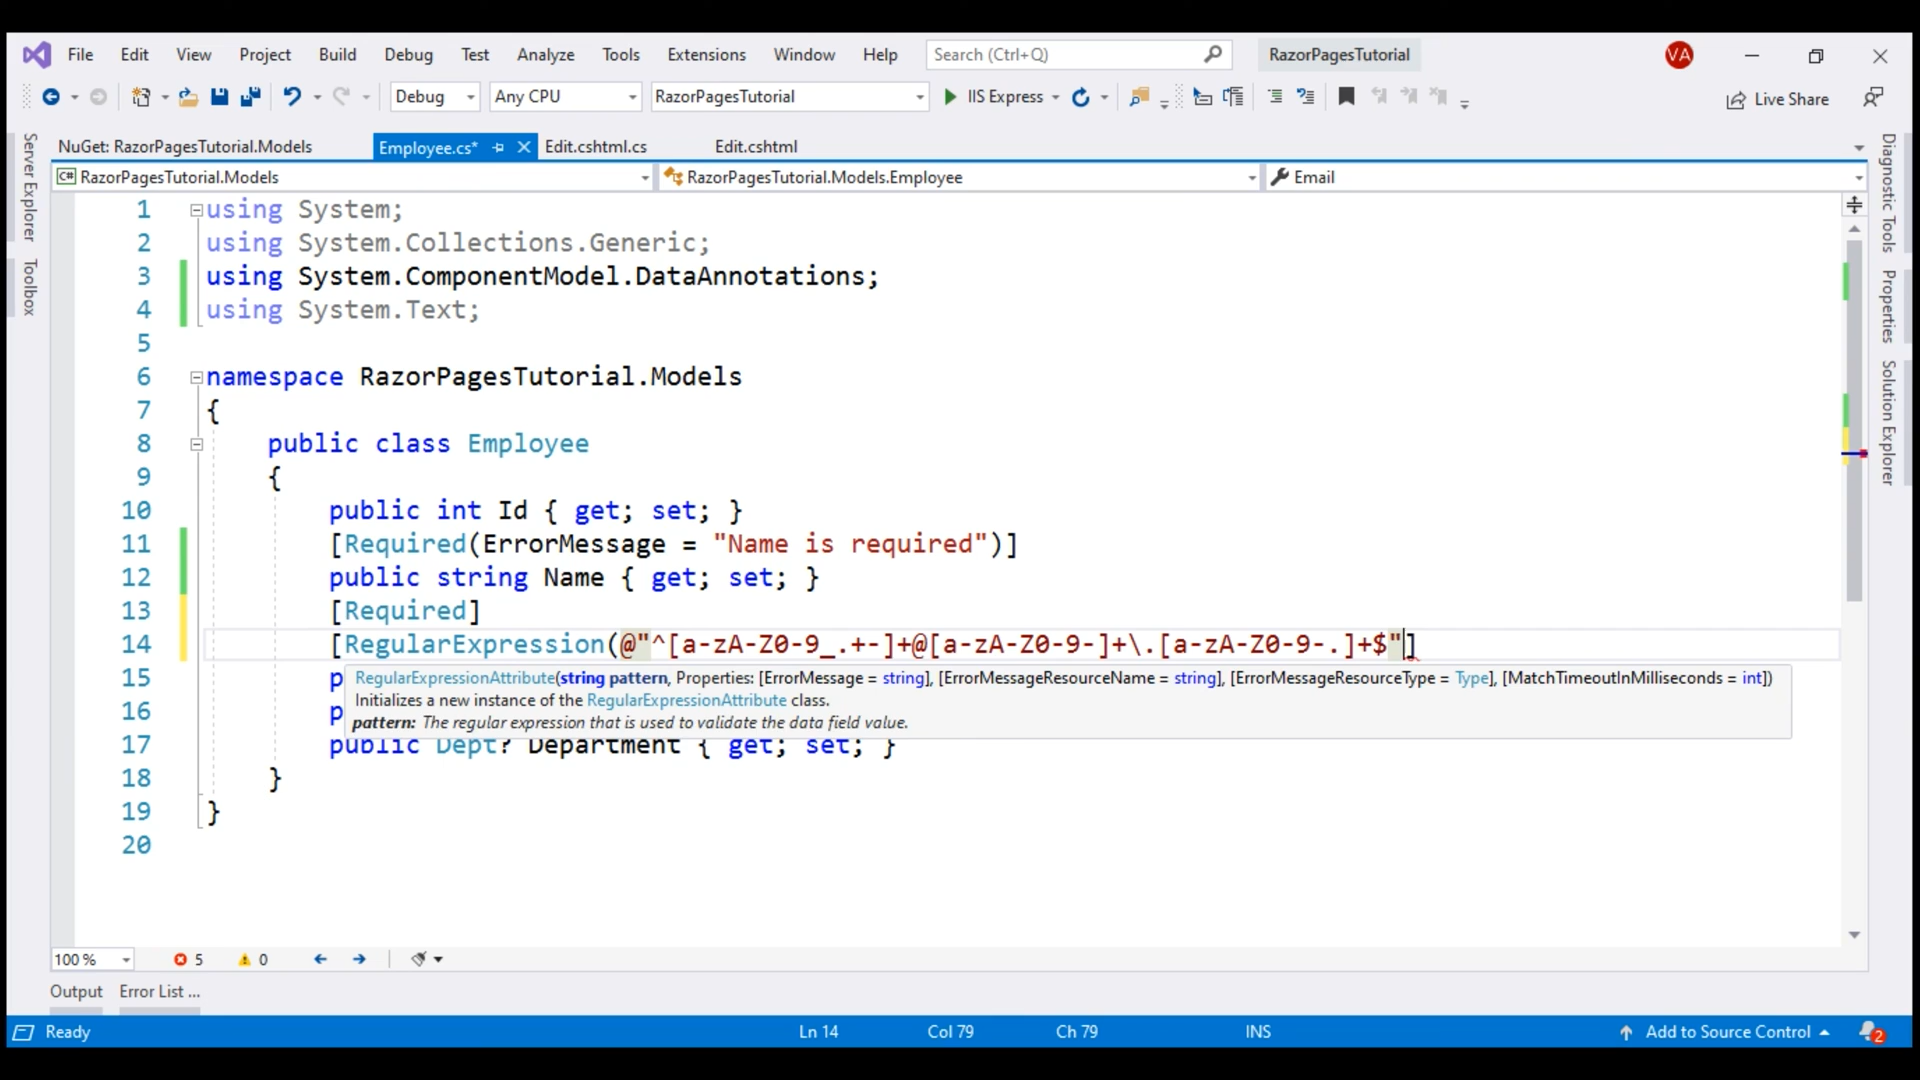 File Edit View Project Build Debug Test Analyze Tools Extensions Window Help Search (Ctrl+Q) RazorPagesTutorial VA
Debug Any CPU RazorPagesTutorial IIS Express Live Share
NuGet: RazorPagesTutorial.Models Employee.cs* Edit.cshtml.cs Edit.cshtml
C# RazorPagesTutorial.Models RazorPagesTutorial.Models.Employee Email
Server Explorer
Toolbox
Diagnostic Tools
Properties
Solution Explorer
1 using System;
2 using System.Collections.Generic;
3 using System.ComponentModel.DataAnnotations;
4 using System.Text;
5
6 namespace RazorPagesTutorial.Models
7 {
8 public class Employee
9 {
10 public int Id { get; set; }
11 [Required(ErrorMessage = "Name is required")]
12 public string Name { get; set; }
13 [Required]
14 [RegularExpression(@"^[a-zA-Z0-9_.+-]+@[a-zA-Z0-9-]+\.[a-zA-Z0-9-.]+$"]
15 p RegularExpressionAttribute(string pattern, Properties: [ErrorMessage = string], [ErrorMessageResourceName = string], [ErrorMessageResourceType = Type], [MatchTimeoutInMilliseconds = int])
Initializes a new instance of the RegularExpressionAttribute class.
16 p pattern: The regular expression that is used to validate the data field value.
17 public Dept? Department { get; set; }
18 }
19 }
20
100 % 5 0
Output Error List ...
Ready Ln 14 Col 79 Ch 79 INS Add to Source Control 2